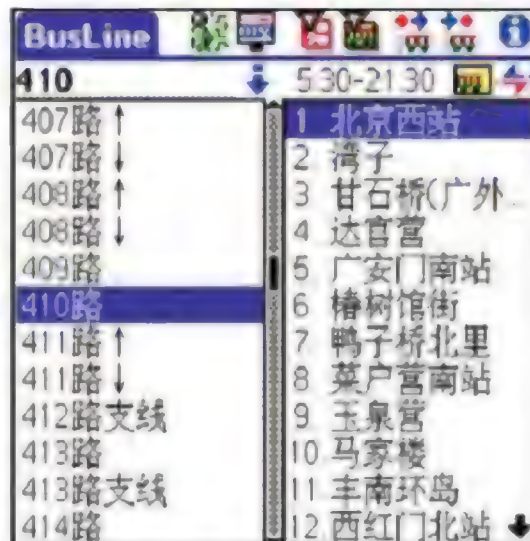 BusLine
410 5:30-21:30
407路↑
407路↓
408路↑
408路↓
409路
410路
411路↑
411路↓
412路支线
413路
413路支线
414路
1 北京西站
2 湾子
3 甘石桥(广外
4 达官营
5 广安门南站
6 椿树馆街
7 鸭子桥北里
8 菜户营南站
9 玉泉营
10 马家楼
11 丰南环岛
12 西红门北站